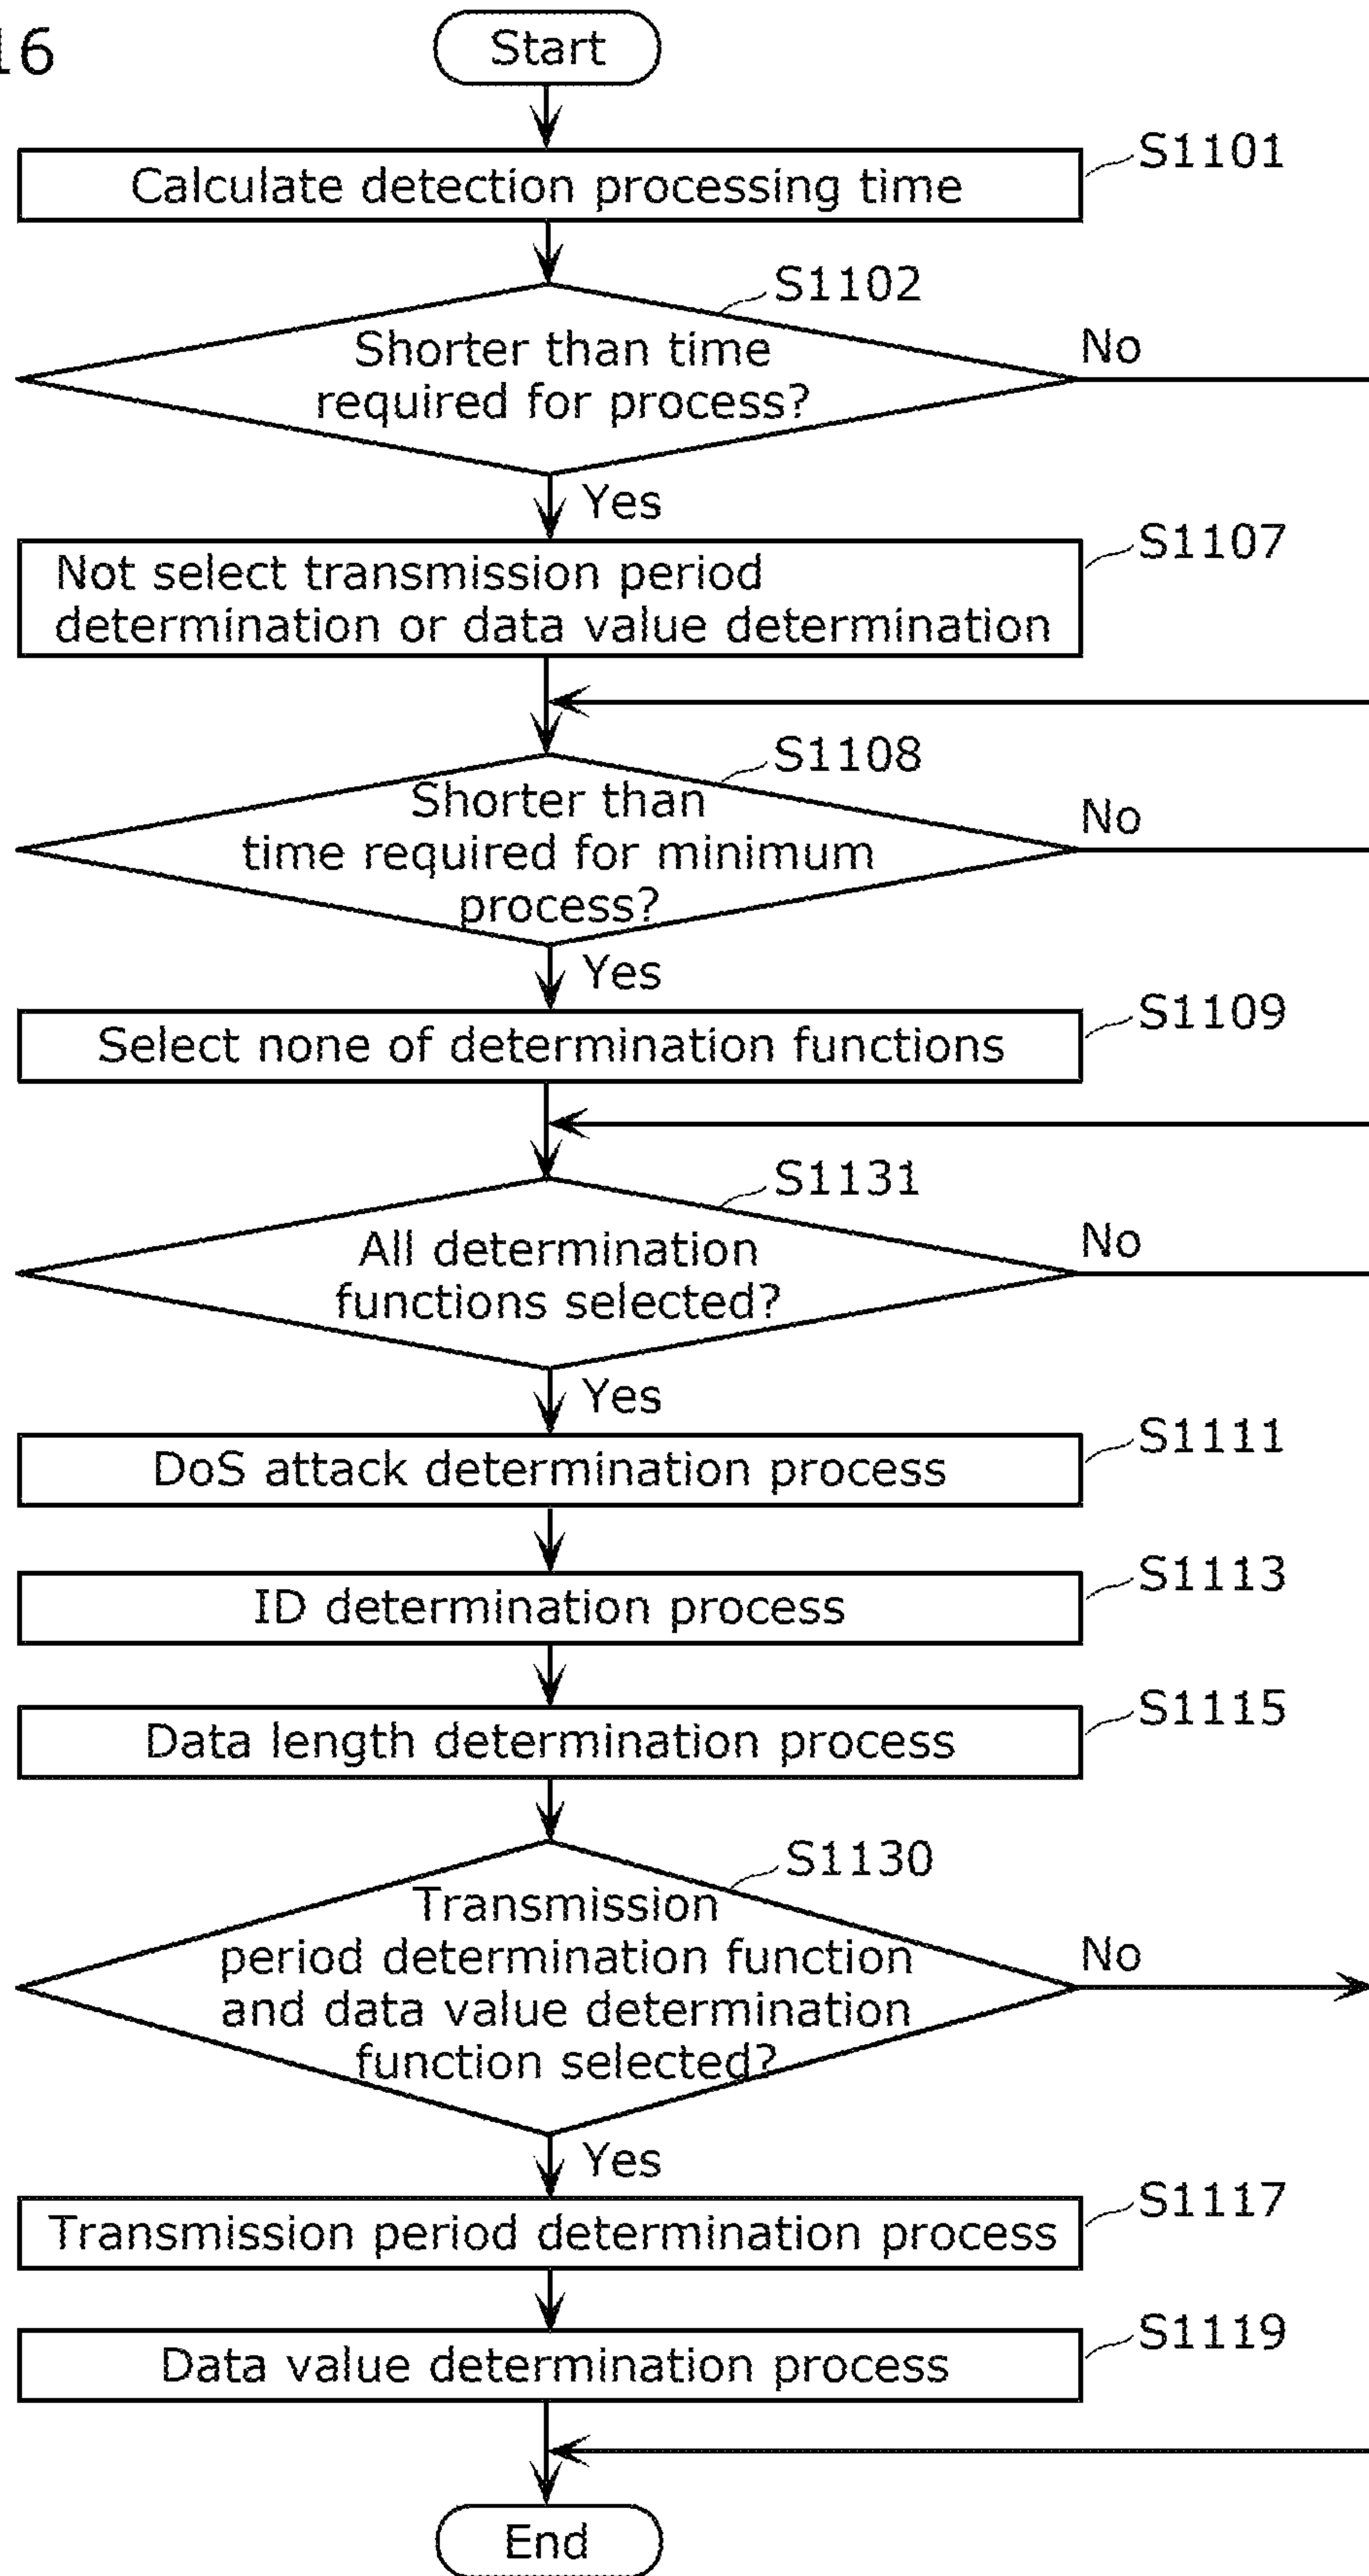 16
Start
S1101
Calculate detection processing time
S1102
Shorter than time
required for process?
No
Yes
S1107
Not select transmission period
determination or data value determination
S1108
Shorter than
time required for minimum
process?
No
Yes
S1109
Select none of determination functions
S1131
All determination
functions selected?
No
Yes
S1111
DoS attack determination process
S1113
ID determination process
S1115
Data length determination process
S1130
Transmission
period determination function
and data value determination
function selected?
No
Yes
S1117
Transmission period determination process
S1119
Data value determination process
End